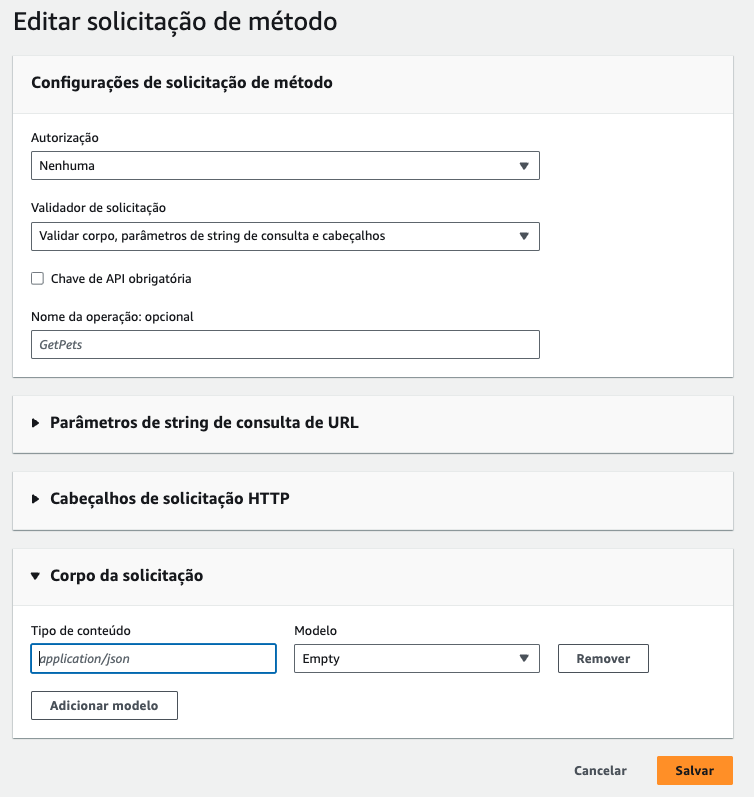 Editar solicitação de método
Configurações de solicitação de método
Autorização
Nenhuma
Validador de solicitação
Validar corpo, parâmetros de string de consulta e cabeçalhos
Chave de API obrigatória
Nome da operação: opcional
GetPets
Parâmetros de string de consulta de URL
Cabeçalhos de solicitação HTTP
Corpo da solicitação
Tipo de conteúdo Modelo
application/json Empty Remover
Adicionar modelo
Cancelar Salvar